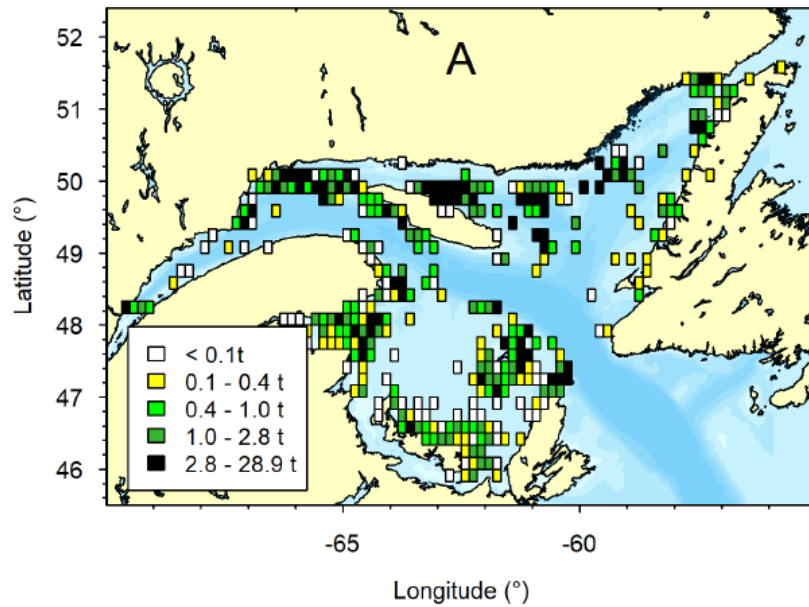 A
52
51
50
49
48
47
46
Latitude (°)
< 0.1t
0.1 - 0.4 t
0.4 - 1.0 t
1.0 - 2.8 t
2.8 - 28.9 t
-65
-60
Longitude (°)